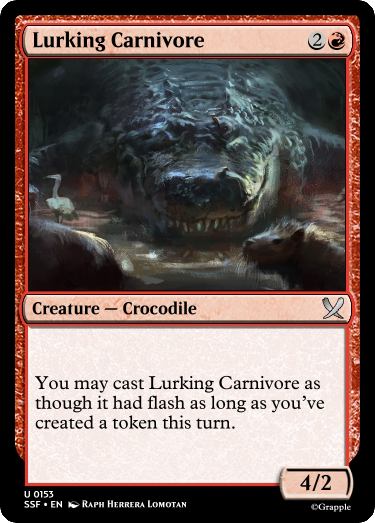 Lurking Carnivore 2
Creature — Crocodile
You may cast Lurking Carnivore as
though it had flash as long as you've
created a token this turn.
4/2
U 0153
SSF • EN Raph Herrera Lomotan
©Grapple